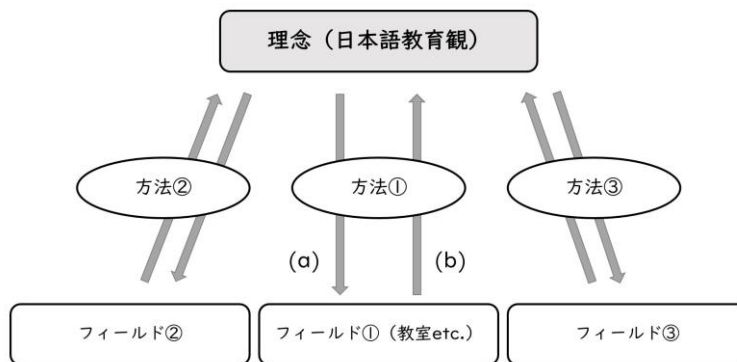 理念（日本語教育観）
方法②
方法①
方法③
(a)
(b)
フィールド②
フィールド①（教室etc.）
フィールド③